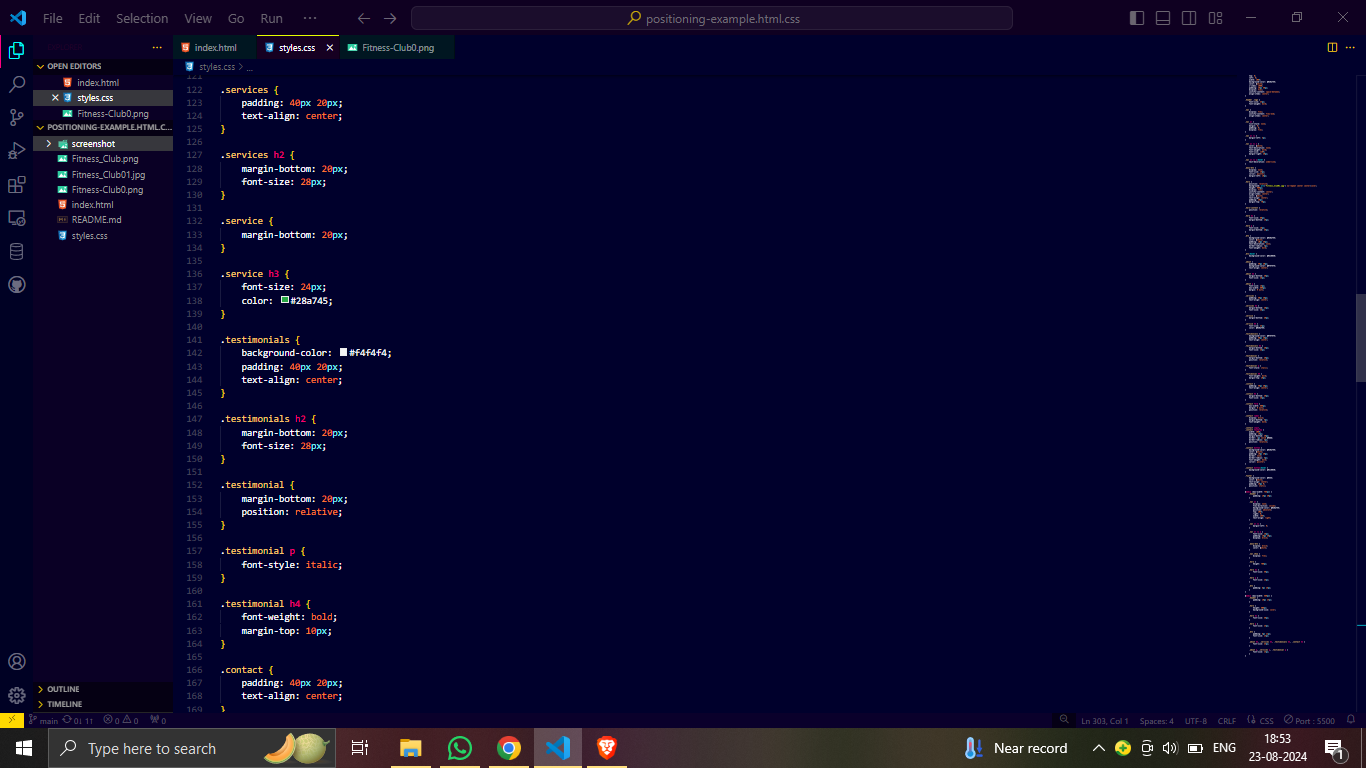 File Edit Selection View Go Run ··· positioning-example.html.css
index.html styles.css Fitness-Club0.png
styles.css > ...
OPEN EDITORS
index.html
styles.css
Fitness-Club0.png
POSITIONING-EXAMPLE.HTML.C...
screenshot
Fitness_Club.png
Fitness_Club01.jpg
Fitness-Club0.png
index.html
README.md
styles.css
OUTLINE
TIMELINE
121
122 .services {
123 padding: 40px 20px;
124 text-align: center;
125 }
126
127 .services h2 {
128 margin-bottom: 20px;
129 font-size: 28px;
130 }
131
132 .service {
133 margin-bottom: 20px;
134 }
135
136 .service h3 {
137 font-size: 24px;
138 color: #28a745;
139 }
140
141 .testimonials {
142 background-color: #f4f4f4;
143 padding: 40px 20px;
144 text-align: center;
145 }
146
147 .testimonials h2 {
148 margin-bottom: 20px;
149 font-size: 28px;
150 }
151
152 .testimonial {
153 margin-bottom: 20px;
154 position: relative;
155 }
156
157 .testimonial p {
158 font-style: italic;
159 }
160
161 .testimonial h4 {
162 font-weight: bold;
163 margin-top: 10px;
164 }
165
166 .contact {
167 padding: 40px 20px;
168 text-align: center;
169 }
main 0↓ 1↑ 0 0 0 Ln 303, Col 1 Spaces: 4 UTF-8 CRLF CSS Port : 5500
Type here to search Near record ENG 18:53
23-08-2024 1